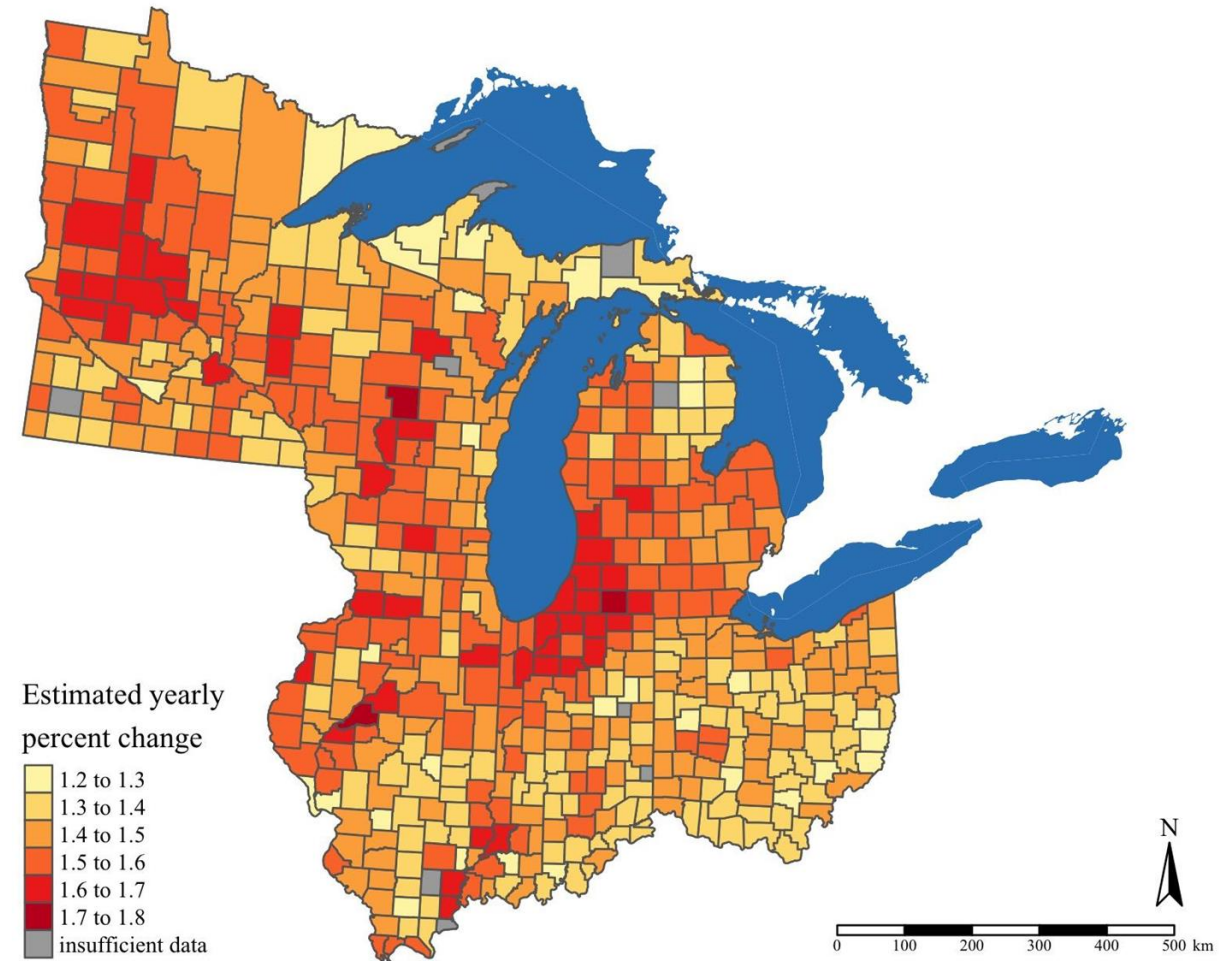 Estimated yearly
percent change
1.2 to 1.3
1.3 to 1.4
1.4 to 1.5
1.5 to 1.6
1.6 to 1.7
1.7 to 1.8
insufficient data
N
0 100 200 300 400 500 km